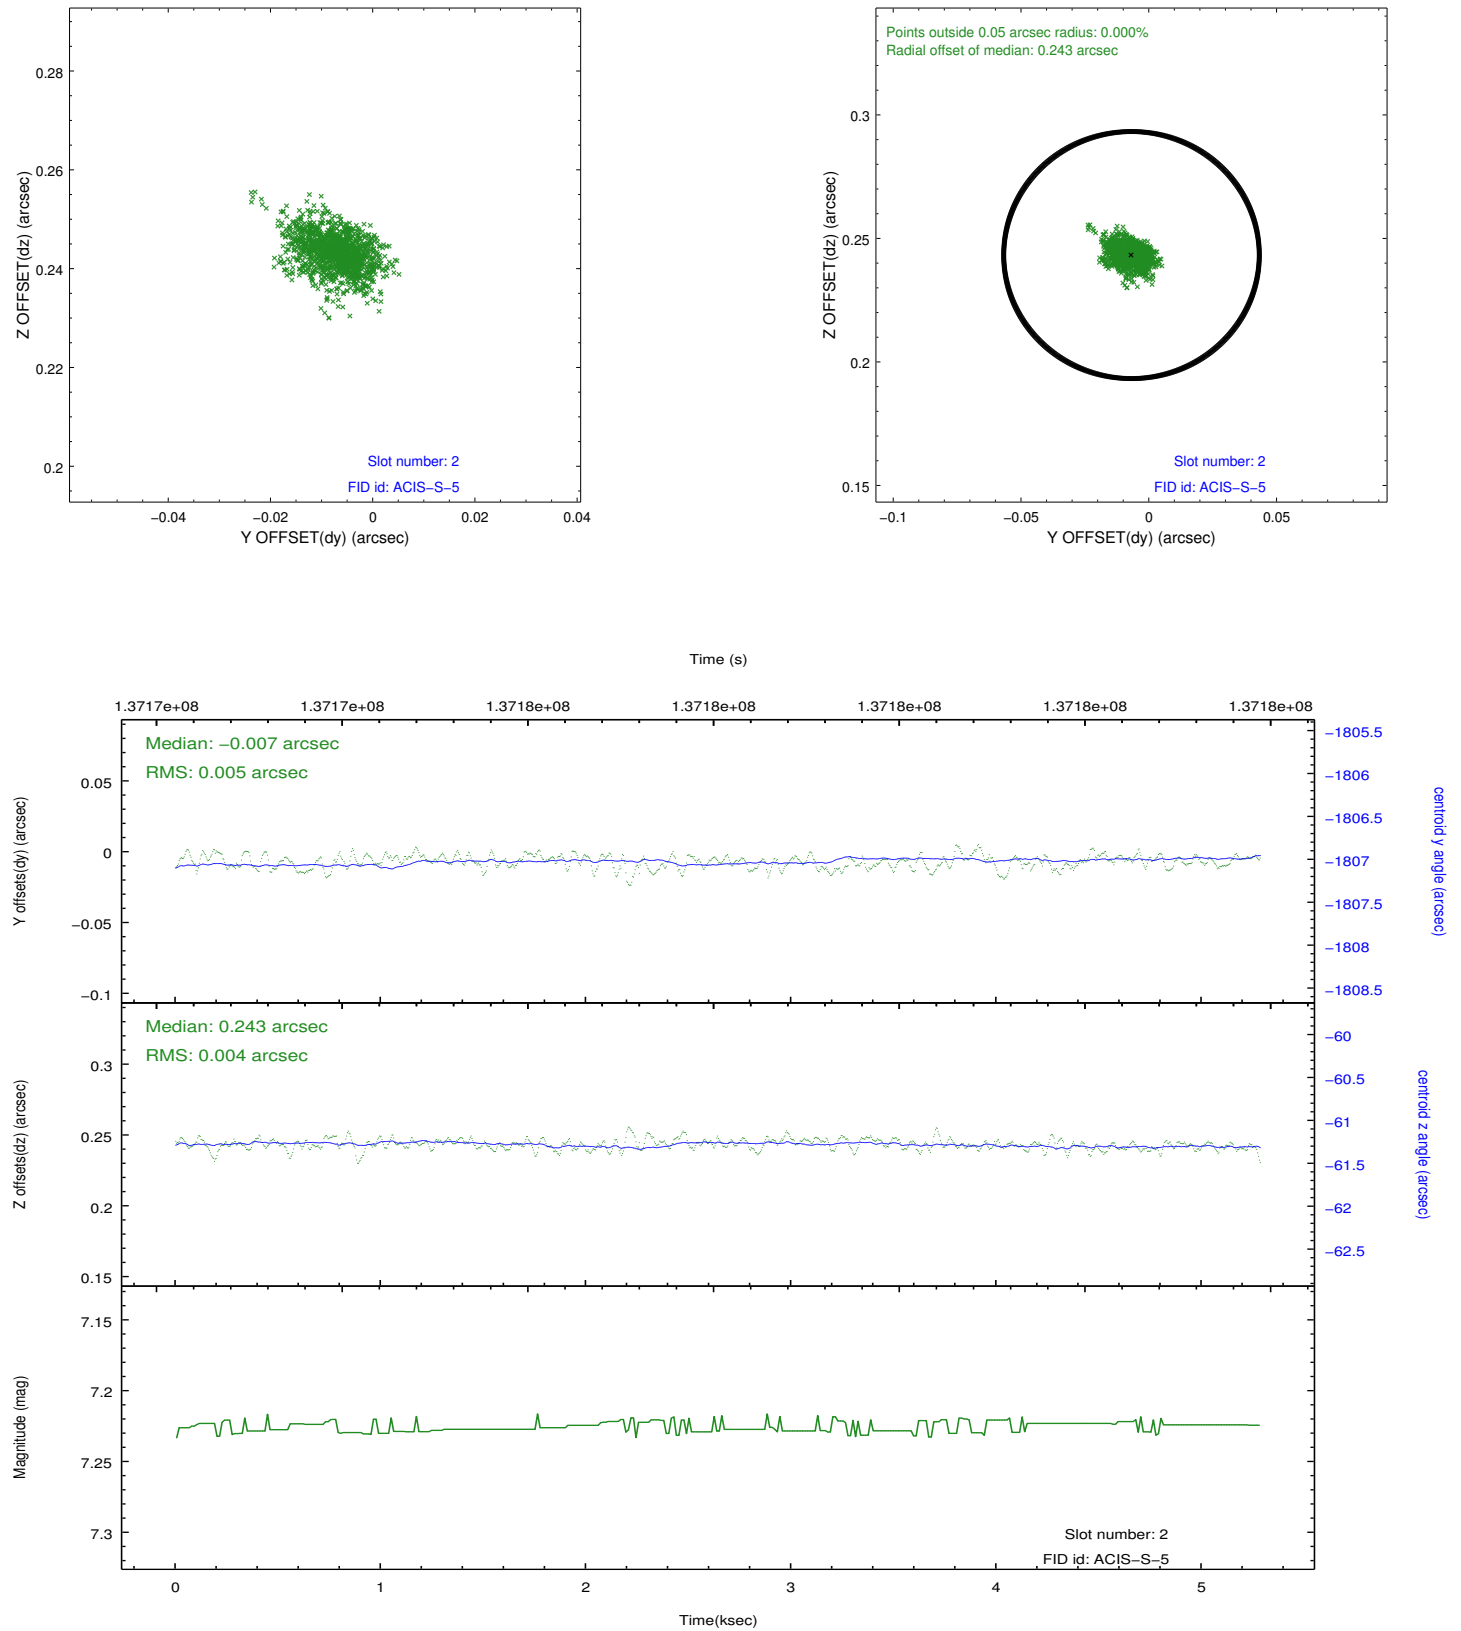 0.28
0.26
0.24
0.22
0.2
Z OFFSET(dz) (arcsec)
Slot number: 2
FID id: ACIS−S−5
−0.04 −0.02 0 0.02 0.04
Y OFFSET(dy) (arcsec)
Points outside 0.05 arcsec radius: 0.000%
Radial offset of median: 0.243 arcsec
0.3
0.25
0.2
0.15
Z OFFSET(dz) (arcsec)
Slot number: 2
FID id: ACIS−S−5
−0.1 −0.05 0 0.05
Y OFFSET(dy) (arcsec)
Time (s)
1.3717e+08 1.3717e+08 1.3718e+08 1.3718e+08 1.3718e+08 1.3718e+08 1.3718e+08
Median: −0.007 arcsec
RMS: 0.005 arcsec
0.05
0
−0.05
−0.1
Y offsets(dy) (arcsec)
−1805.5
−1806
−1806.5
−1807
−1807.5
−1808
−1808.5
centroid y angle (arcsec)
Median: 0.243 arcsec
RMS: 0.004 arcsec
0.3
0.25
0.2
0.15
Z offsets(dz) (arcsec)
−60
−60.5
−61
−61.5
−62
−62.5
centroid z angle (arcsec)
7.15
7.2
7.25
7.3
Magnitude (mag)
Slot number: 2
FID id: ACIS−S−5
0 1 2 3 4 5
Time(ksec)